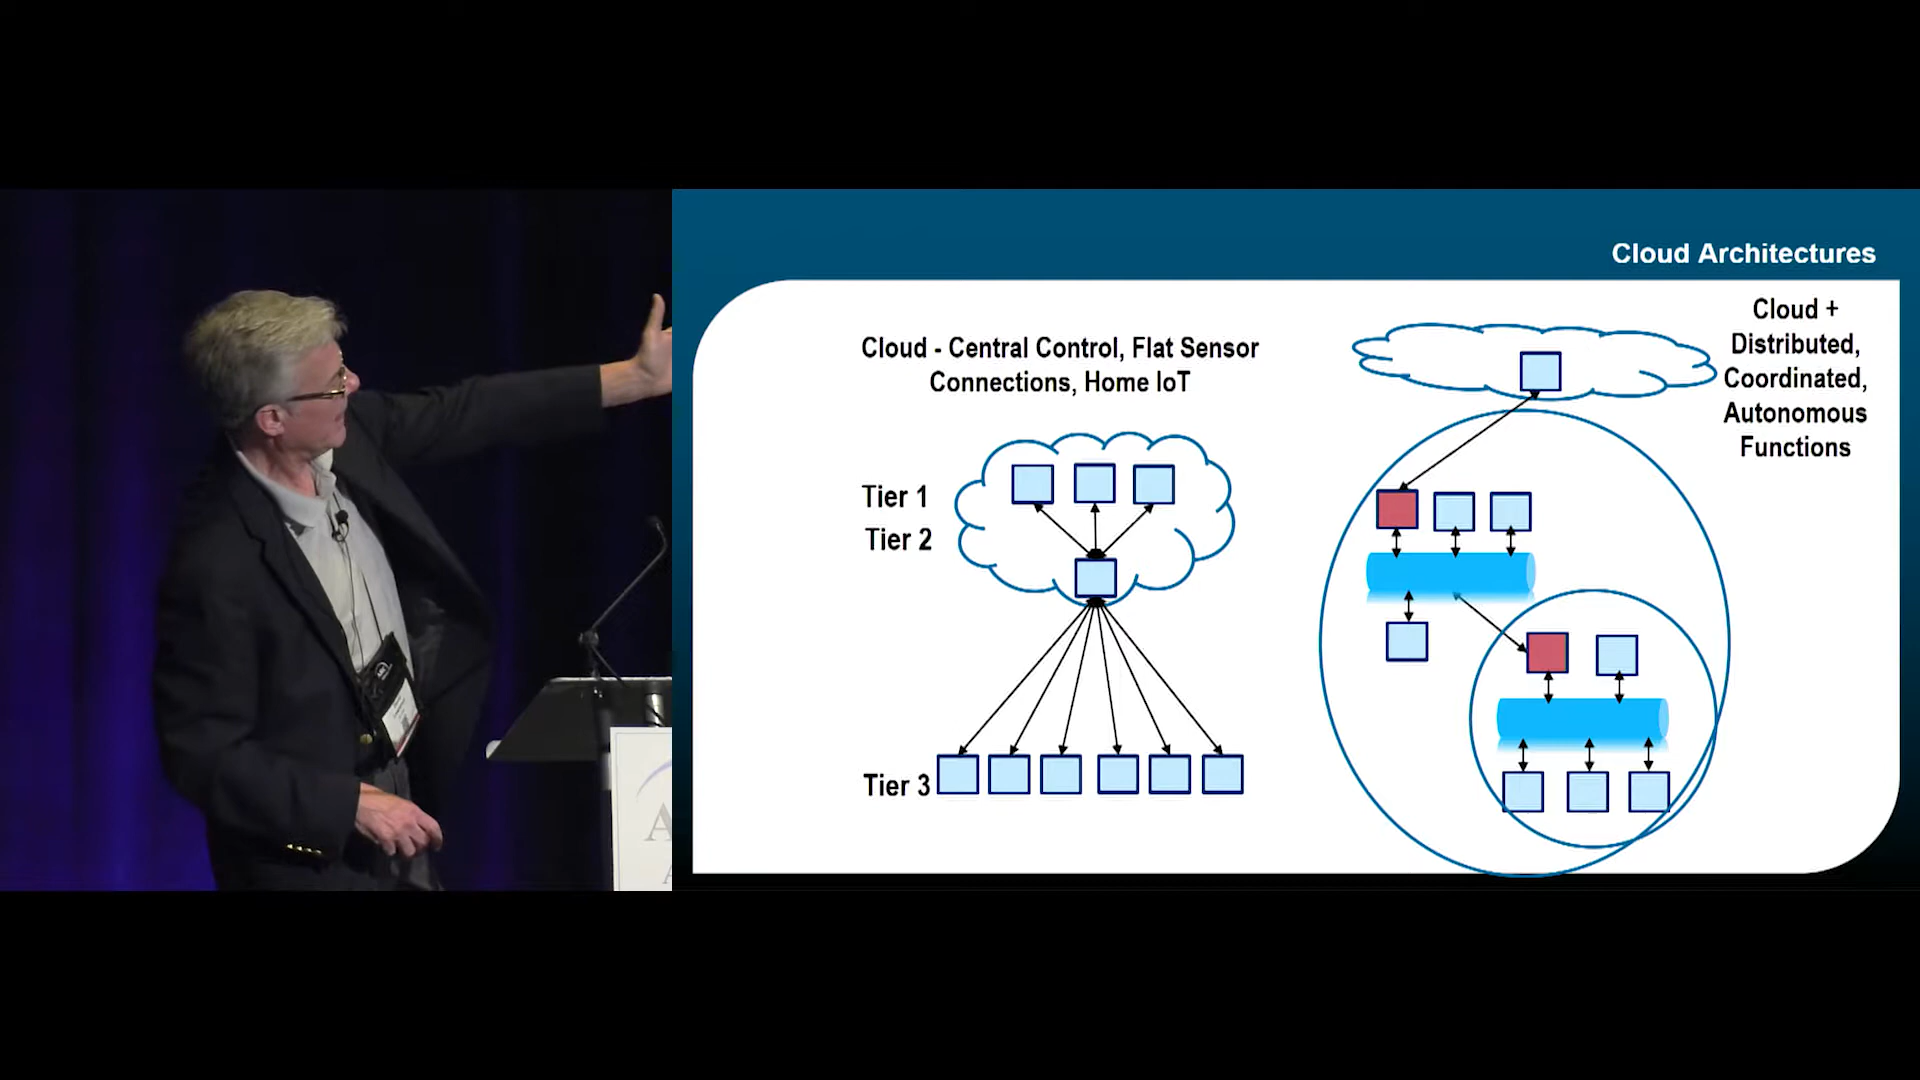 Cloud Architectures
Cloud - Central Control, Flat Sensor
Connections, Home IoT
Tier 1
Tier 2
Tier 3
Cloud +
Distributed,
Coordinated,
Autonomous
Functions